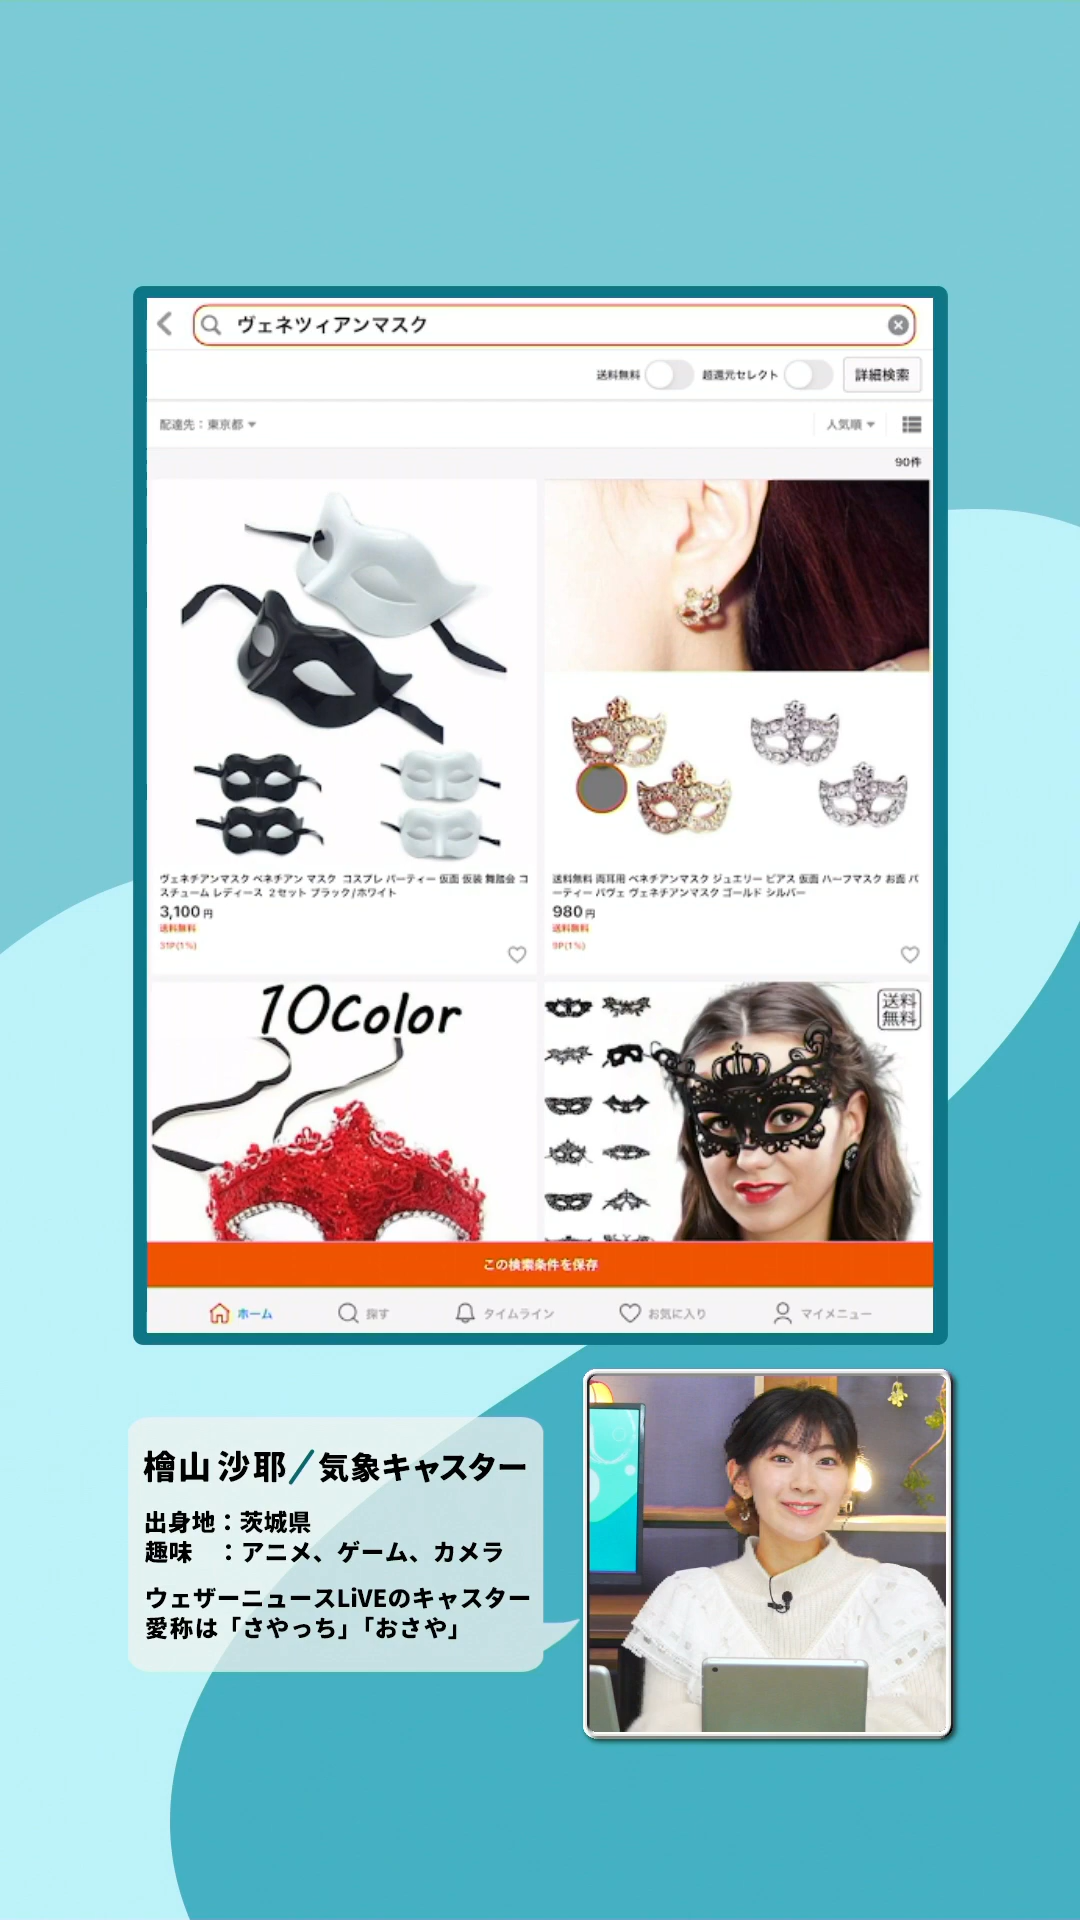 ヴェネツィアンマスク
送料無料 超還元セレクト 詳細検索
配達先：東京都 人気順
90件
ヴェネチアンマスク ベネチアン マスク コスプレ パーティー 仮面 仮装 舞踏会 コ
スチューム レディース 2セット ブラック/ホワイト
3,100 円
送料無料
31P(1%)
送料無料 両耳用 ベネチアンマスク ジュエリー ピアス 仮面 ハーフマスク お面 パ
ーティー パヴェ ヴェネチアンマスク ゴールド シルバー
980 円
送料無料
9P(1%)
10Color
送料
無料
この検索条件を保存
ホーム 探す タイムライン お気に入り マイメニュー
檜山 沙耶/気象キャスター
出身地：茨城県
趣味　：アニメ、ゲーム、カメラ
ウェザーニュースLiVEのキャスター
愛称は「さやっち」「おさや」